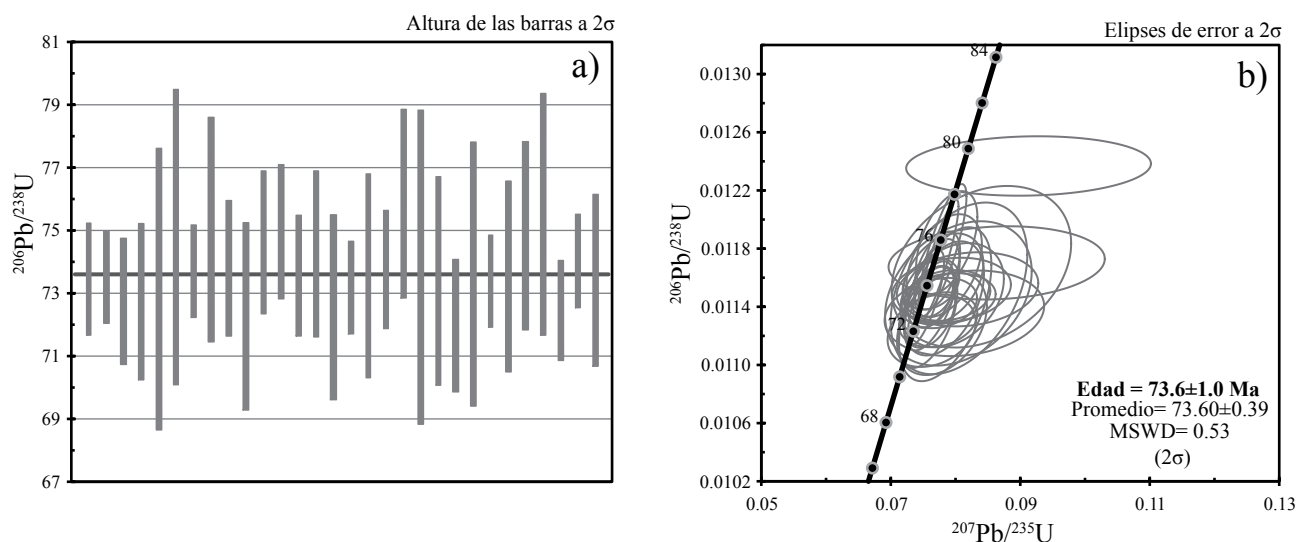 Altura de las barras a 2σ
a)
206Pb/238U
81
79
77
75
73
71
69
67
Elipses de error a 2σ
b)
206Pb/238U
0.0130
0.0126
0.0122
0.0118
0.0114
0.0110
0.0106
0.0102
84
80
76
72
68
Edad = 73.6±1.0 Ma
Promedio= 73.60±0.39
MSWD= 0.53
(2σ)
0.05 0.07 0.09 0.11 0.13
207Pb/235U